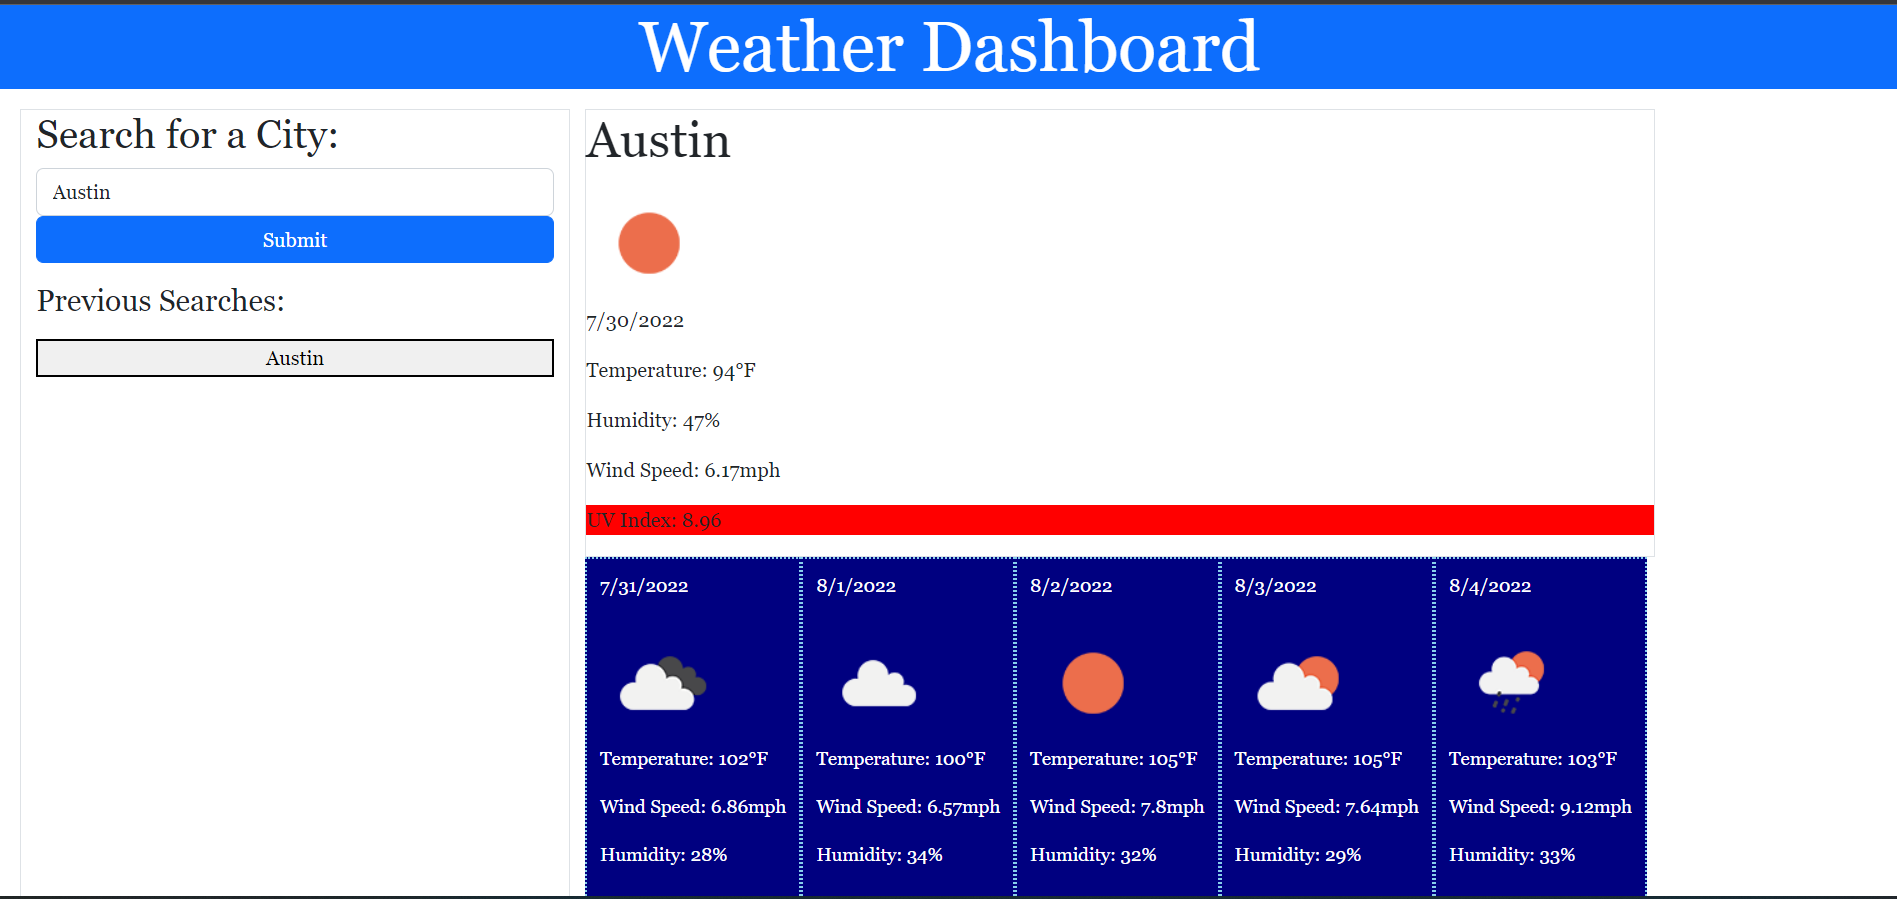 Weather Dashboard
Search for a City:
Austin
Submit
Previous Searches:
Austin
Austin
7/30/2022
Temperature: 94°F
Humidity: 47%
Wind Speed: 6.17mph
UV Index: 8.96
7/31/2022
Temperature: 102°F
Wind Speed: 6.86mph
Humidity: 28%
8/1/2022
Temperature: 100°F
Wind Speed: 6.57mph
Humidity: 34%
8/2/2022
Temperature: 105°F
Wind Speed: 7.8mph
Humidity: 32%
8/3/2022
Temperature: 105°F
Wind Speed: 7.64mph
Humidity: 29%
8/4/2022
Temperature: 103°F
Wind Speed: 9.12mph
Humidity: 33%